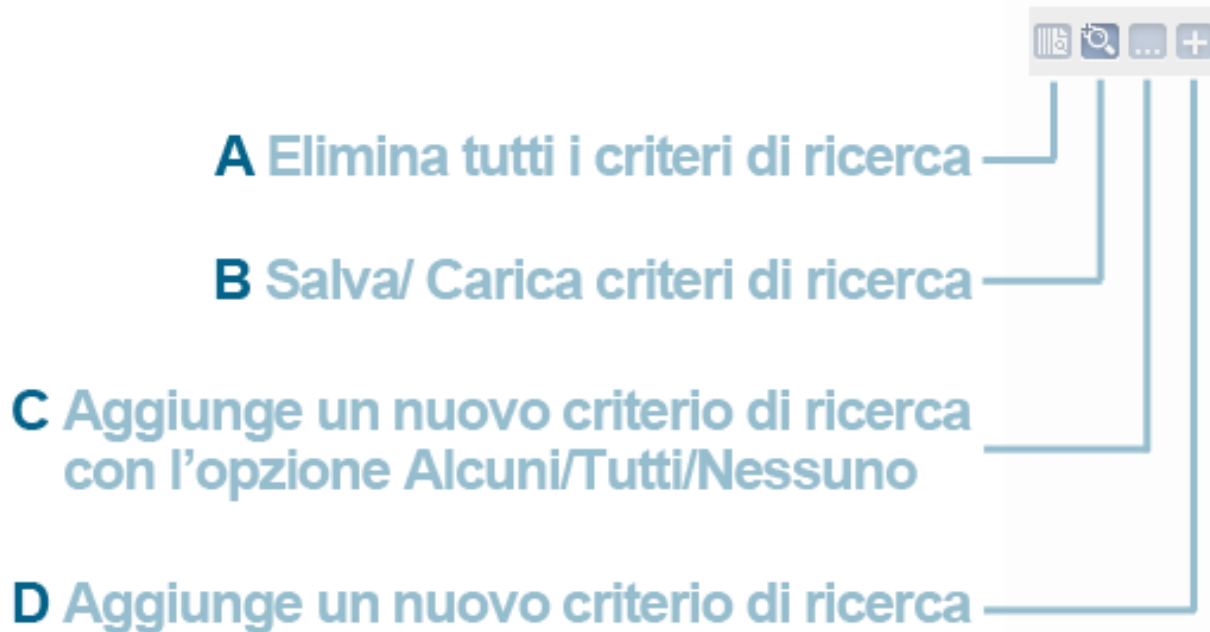 A Elimina tutti i criteri di ricerca
B Salva/ Carica criteri di ricerca
C Aggiunge un nuovo criterio di ricerca
con l’opzione Alcuni/Tutti/Nessuno
D Aggiunge un nuovo criterio di ricerca